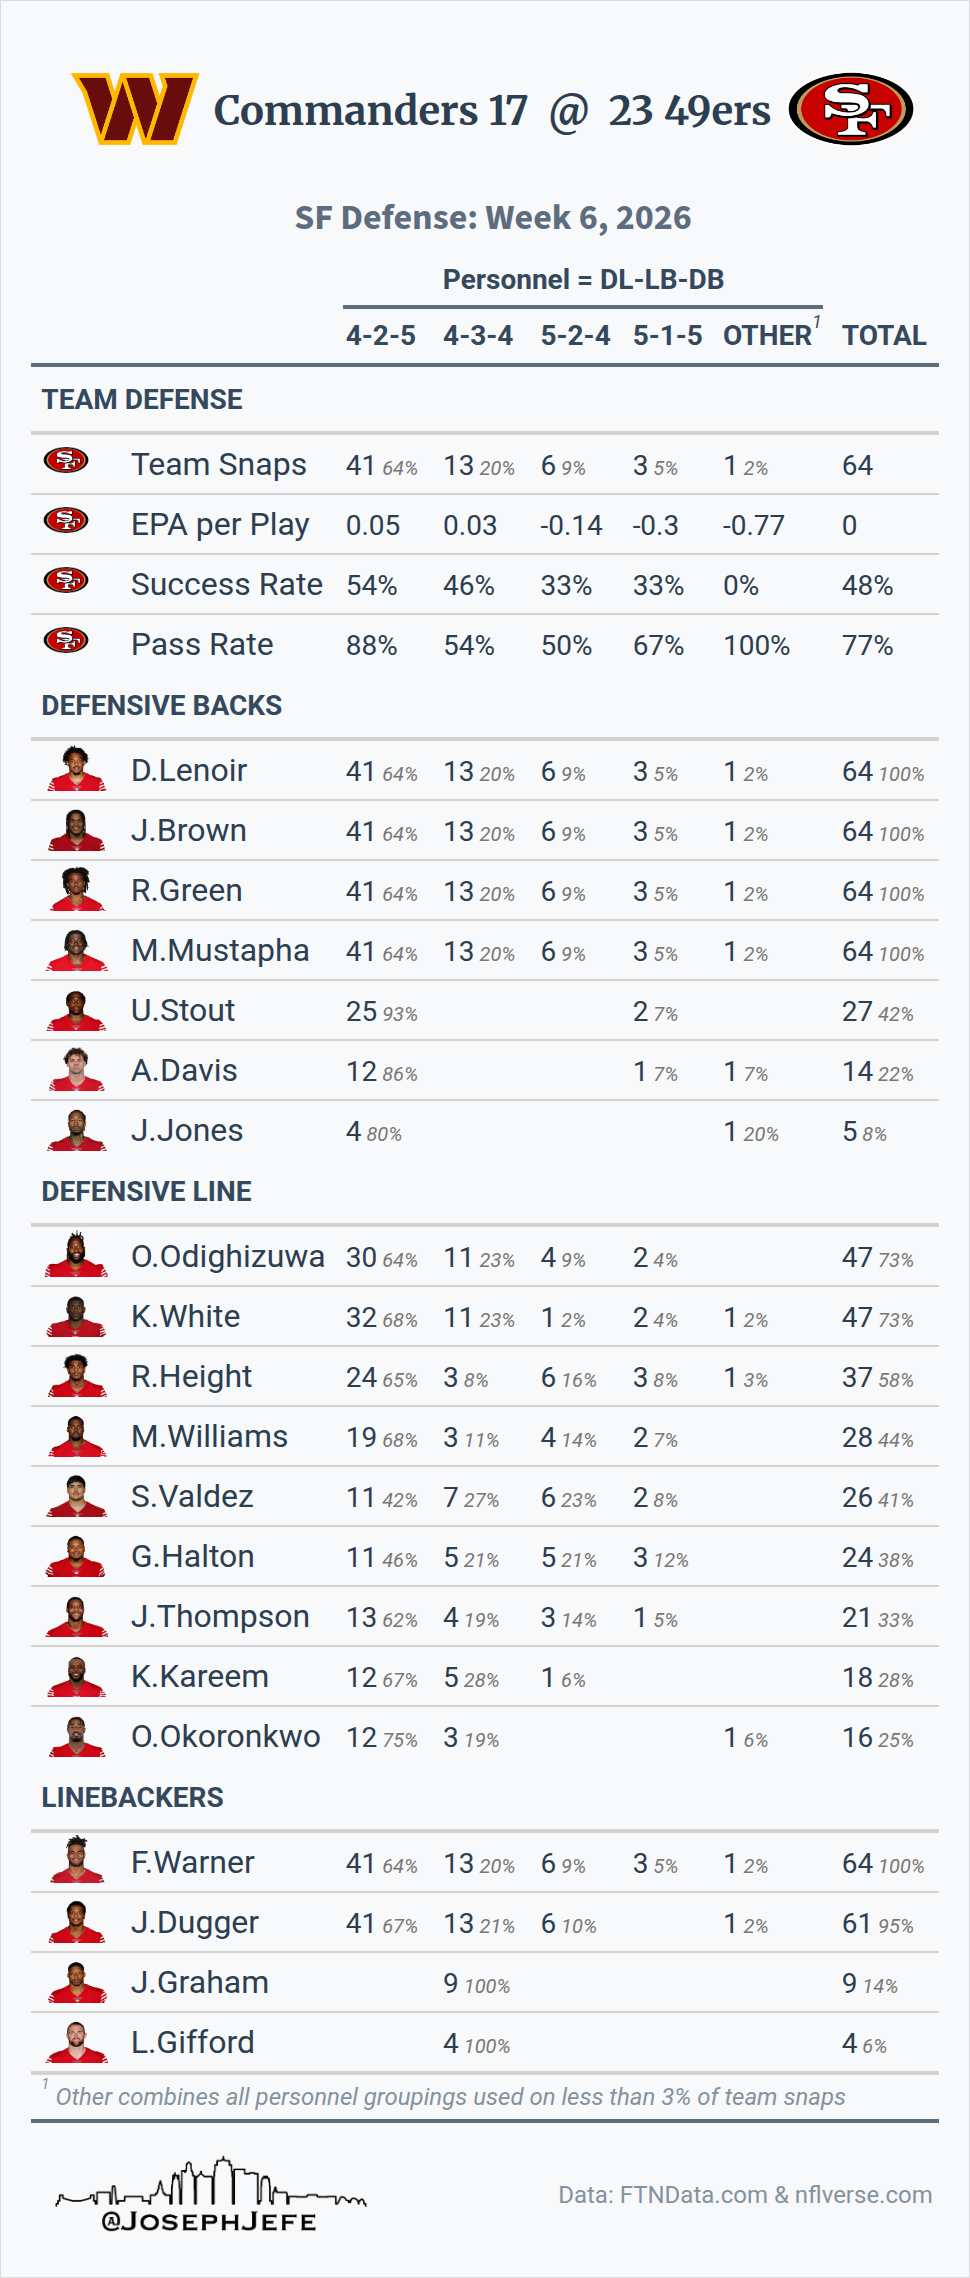 Commanders 17 @ 23 49ers
SF Defense: Week 6, 2026
Personnel = DL-LB-DB
4-2-5 4-3-4 5-2-4 5-1-5 OTHER1 TOTAL
TEAM DEFENSE
Team Snaps 41 64% 13 20% 6 9% 3 5% 1 2% 64
EPA per Play 0.05 0.03 -0.14 -0.3 -0.77 0
Success Rate 54% 46% 33% 33% 0% 48%
Pass Rate 88% 54% 50% 67% 100% 77%
DEFENSIVE BACKS
D.Lenoir 41 64% 13 20% 6 9% 3 5% 1 2% 64 100%
J.Brown 41 64% 13 20% 6 9% 3 5% 1 2% 64 100%
R.Green 41 64% 13 20% 6 9% 3 5% 1 2% 64 100%
M.Mustapha 41 64% 13 20% 6 9% 3 5% 1 2% 64 100%
U.Stout 25 93% 2 7% 27 42%
A.Davis 12 86% 1 7% 1 7% 14 22%
J.Jones 4 80% 1 20% 5 8%
DEFENSIVE LINE
O.Odighizuwa 30 64% 11 23% 4 9% 2 4% 47 73%
K.White 32 68% 11 23% 1 2% 2 4% 1 2% 47 73%
R.Height 24 65% 3 8% 6 16% 3 8% 1 3% 37 58%
M.Williams 19 68% 3 11% 4 14% 2 7% 28 44%
S.Valdez 11 42% 7 27% 6 23% 2 8% 26 41%
G.Halton 11 46% 5 21% 5 21% 3 12% 24 38%
J.Thompson 13 62% 4 19% 3 14% 1 5% 21 33%
K.Kareem 12 67% 5 28% 1 6% 18 28%
O.Okoronkwo 12 75% 3 19% 1 6% 16 25%
LINEBACKERS
F.Warner 41 64% 13 20% 6 9% 3 5% 1 2% 64 100%
J.Dugger 41 67% 13 21% 6 10% 1 2% 61 95%
J.Graham 9 100% 9 14%
L.Gifford 4 100% 4 6%
1 Other combines all personnel groupings used on less than 3% of team snaps
@JOSEPHJEFE
Data: FTNData.com & nflverse.com